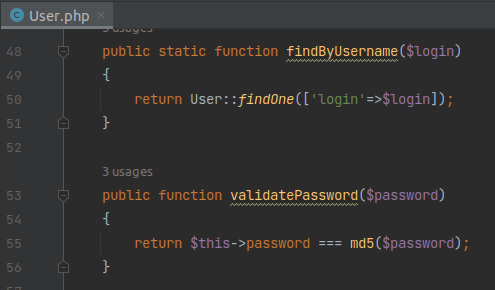 User.php
3 usages
48 public static function findByUsername($login)
49 {
50 return User::findOne(['login'=>$login]);
51 }
52
3 usages
53 public function validatePassword($password)
54 {
55 return $this->password === md5($password);
56 }